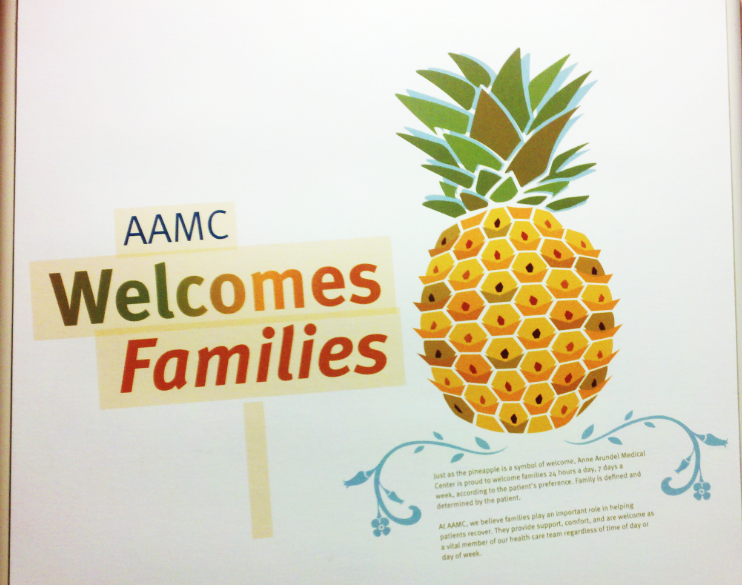 AAMC
Welcomes
Families
Just as the pineapple is a symbol of welcome, Anne Arundel Medical
Center is proud to welcome families 24 hours a day, 7 days a
week, according to the patient's preference. Family is defined and
determined by the patient.
At AAMC, we believe families play an important role in helping
patients recover. They provide support, comfort, and are welcome as
a vital member of our health care team regardless of time of day or
day of week.